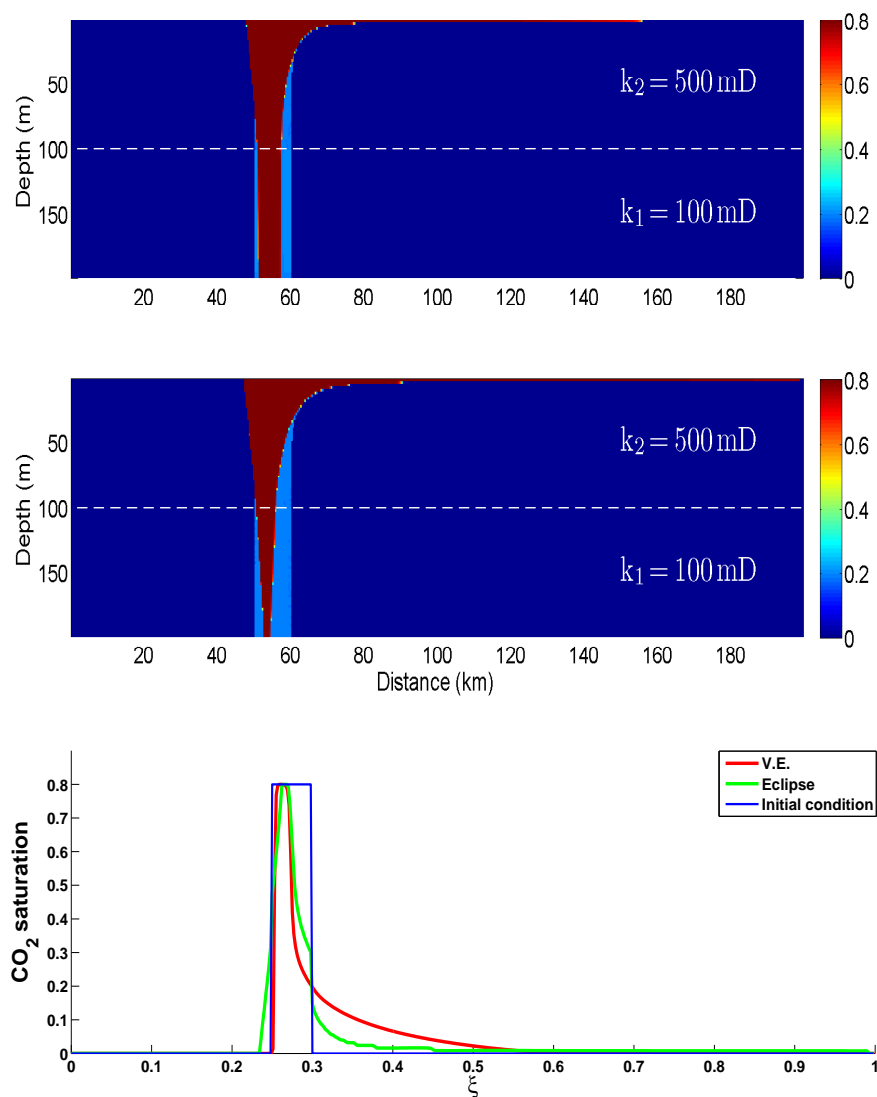 0.8
0.6
0.4
0.2
0
Depth (m)
50
100
150
k₂ = 500 mD
k₁ = 100 mD
20 40 60 80 100 120 140 160 180
0.8
0.6
0.4
0.2
0
Depth (m)
50
100
150
k₂ = 500 mD
k₁ = 100 mD
20 40 60 80 100 120 140 160 180
Distance (km)
V.E.
Eclipse
Initial condition
CO₂ saturation
0.8
0.7
0.6
0.5
0.4
0.3
0.2
0.1
0
0 0.1 0.2 0.3 0.4 0.5 0.6 0.7 0.8 0.9 1
ξ